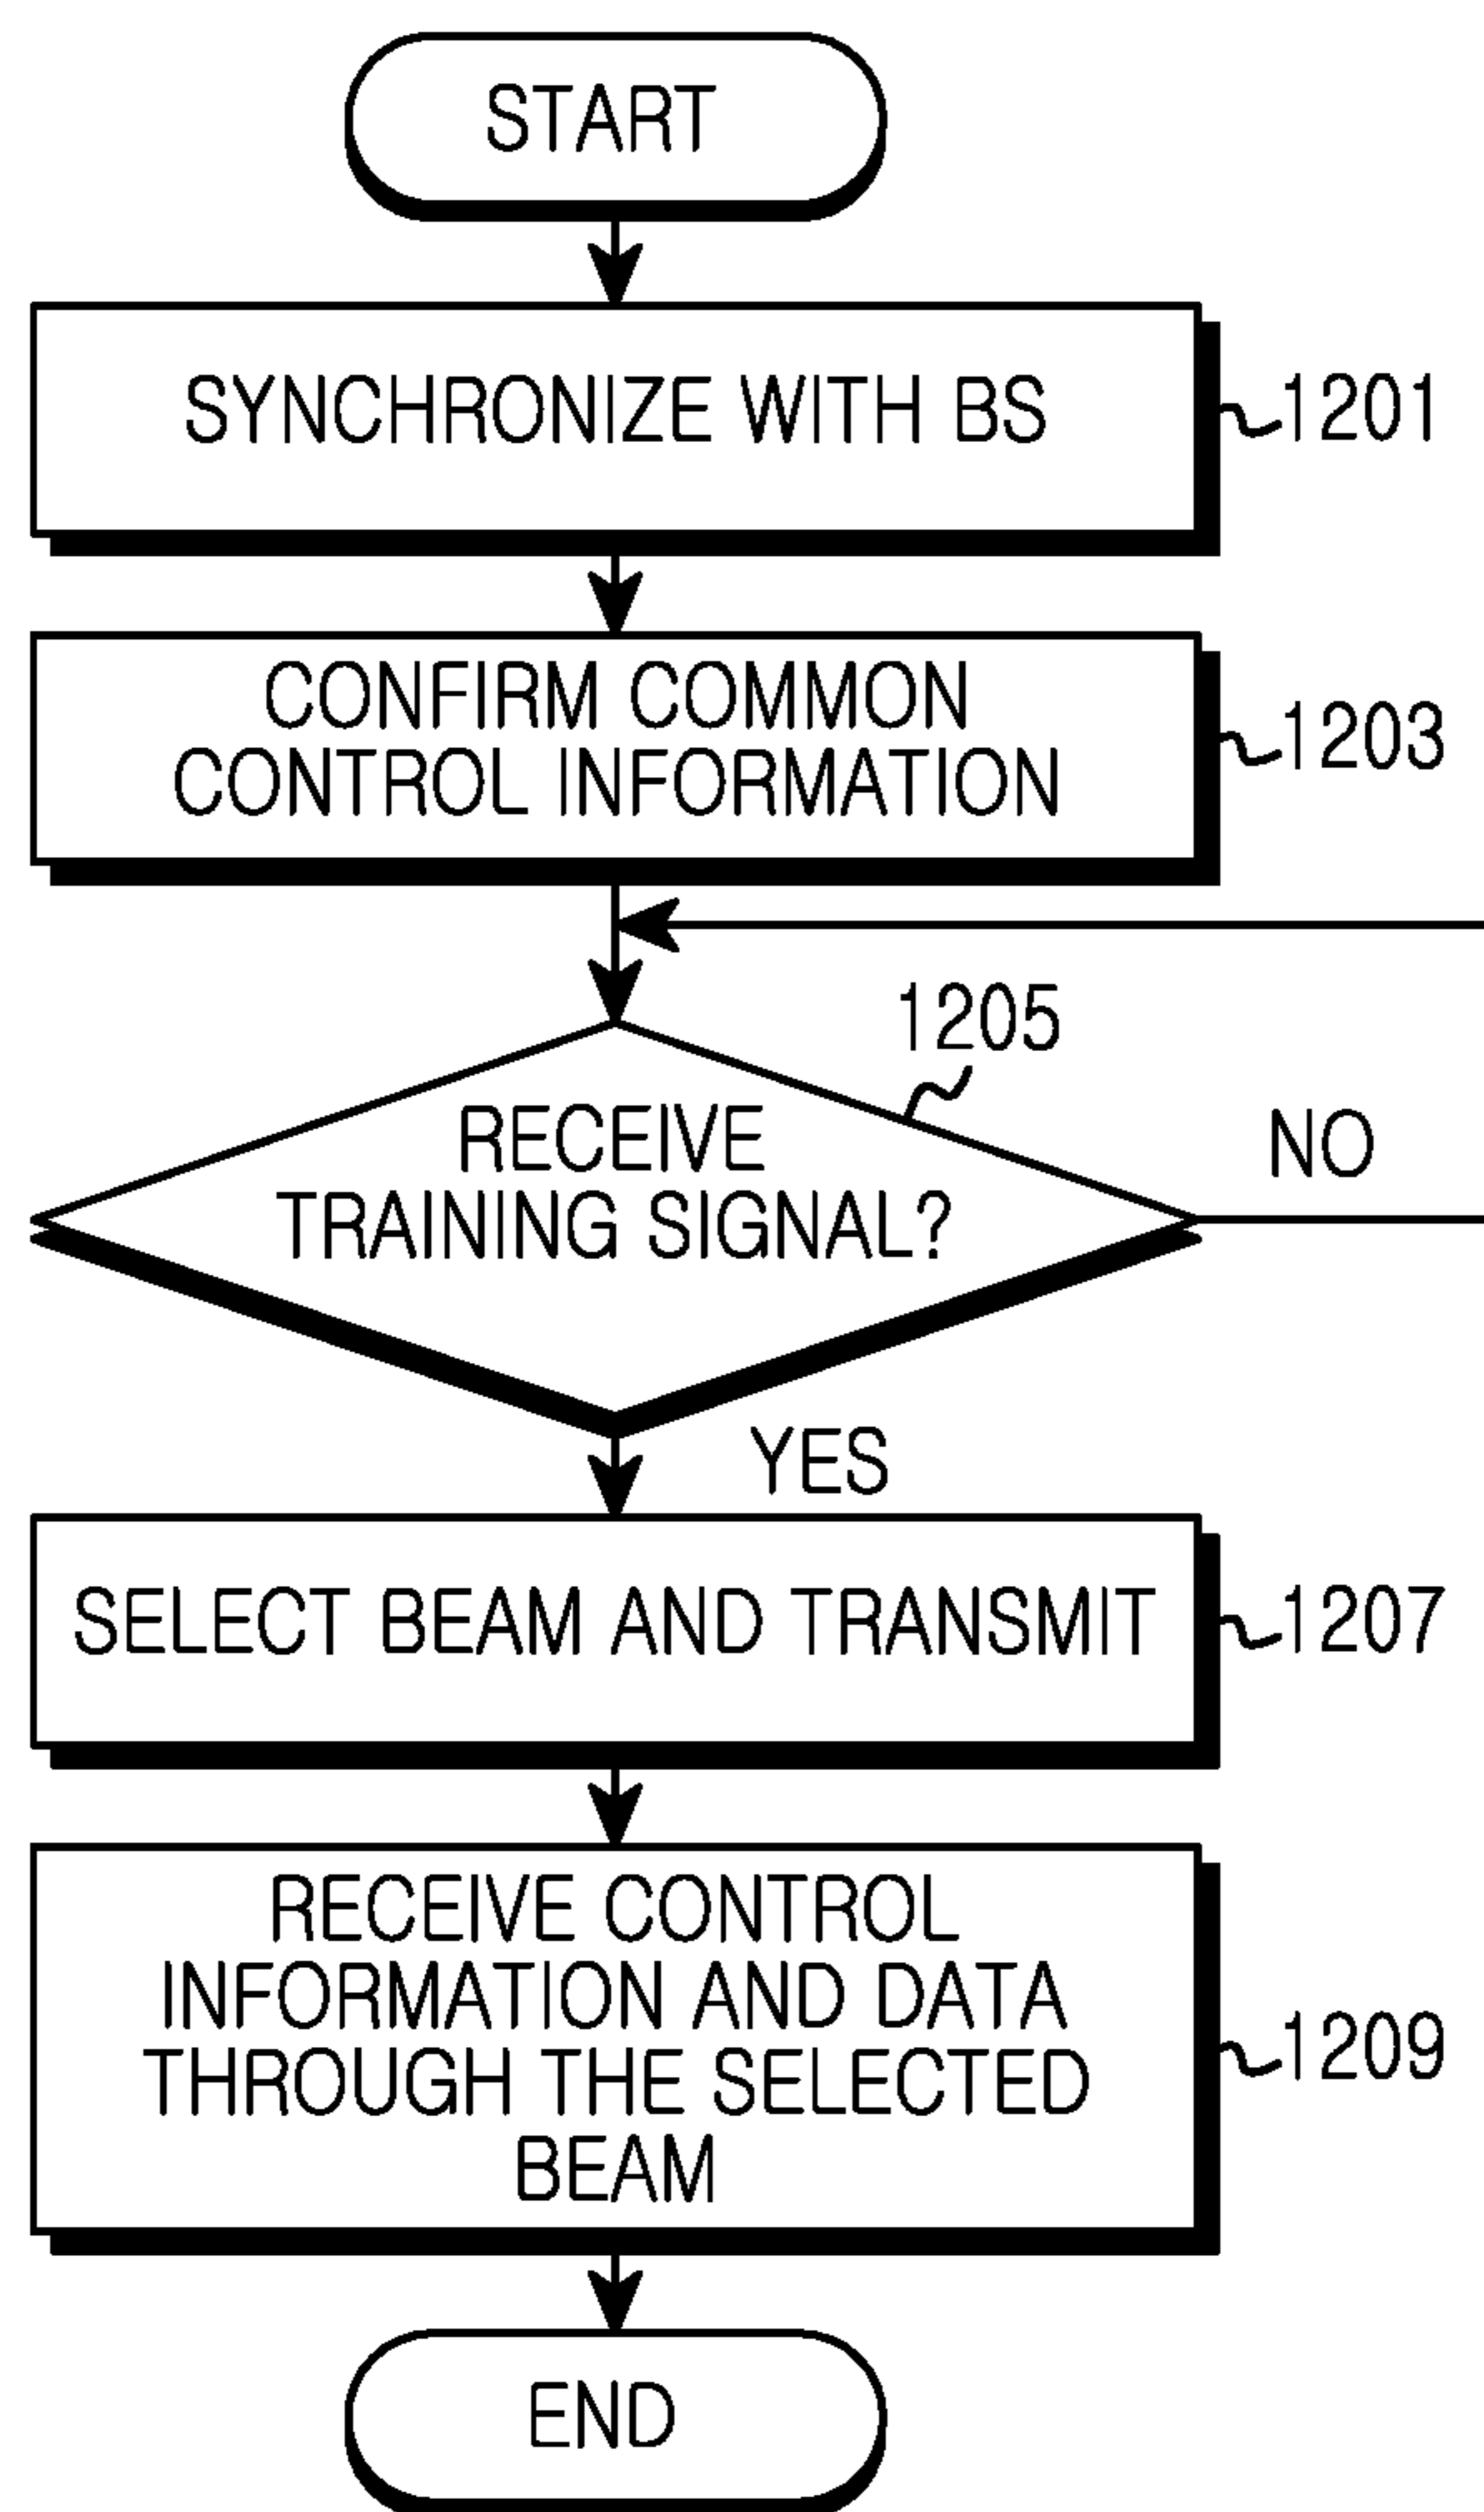 START
SYNCHRONIZE WITH BS
1201
CONFIRM COMMON
CONTROL INFORMATION
1203
1205
RECEIVE
TRAINING SIGNAL?
NO
YES
SELECT BEAM AND TRANSMIT
1207
RECEIVE CONTROL
INFORMATION AND DATA
THROUGH THE SELECTED
BEAM
1209
END